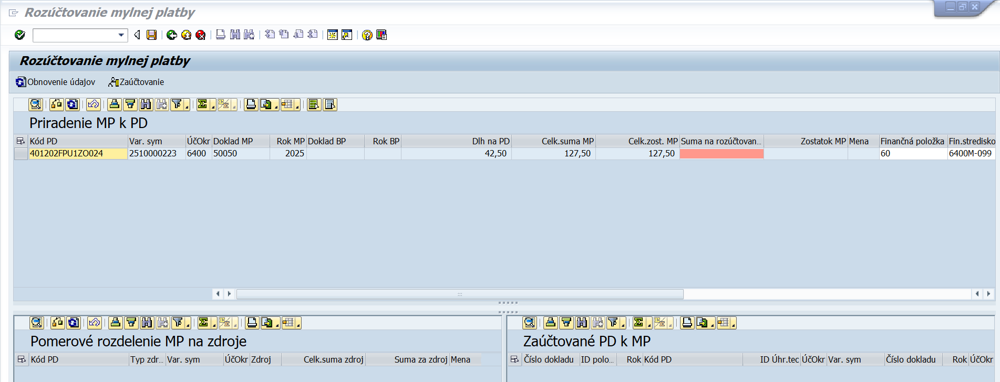 Rozúčtovanie mylnej platby
Rozúčtovanie mylnej platby
Obnovenie údajov Zaúčtovanie
Priradenie MP k PD
Kód PD Var. sym ÚčOkr Doklad MP Rok MP Doklad BP Rok BP Dlh na PD Celk.suma MP Celk.zost. MP Suma na rozúčtovan... Zostatok MP Mena Finančná položka Fin.stredisko
401202FPU1ZO024 2510000223 6400 50050 2025 42,50 127,50 127,50 60 6400M-099
Pomerové rozdelenie MP na zdroje
Kód PD Typ zdr... Var. sym ÚčOkr Zdroj Celk.suma zdroj Suma za zdroj Mena
Zaúčtované PD k MP
Číslo dokladu ID polo... Rok Kód PD ID Úhr.tec ÚčOkr Var. sym Číslo dokladu Rok ÚčOkr